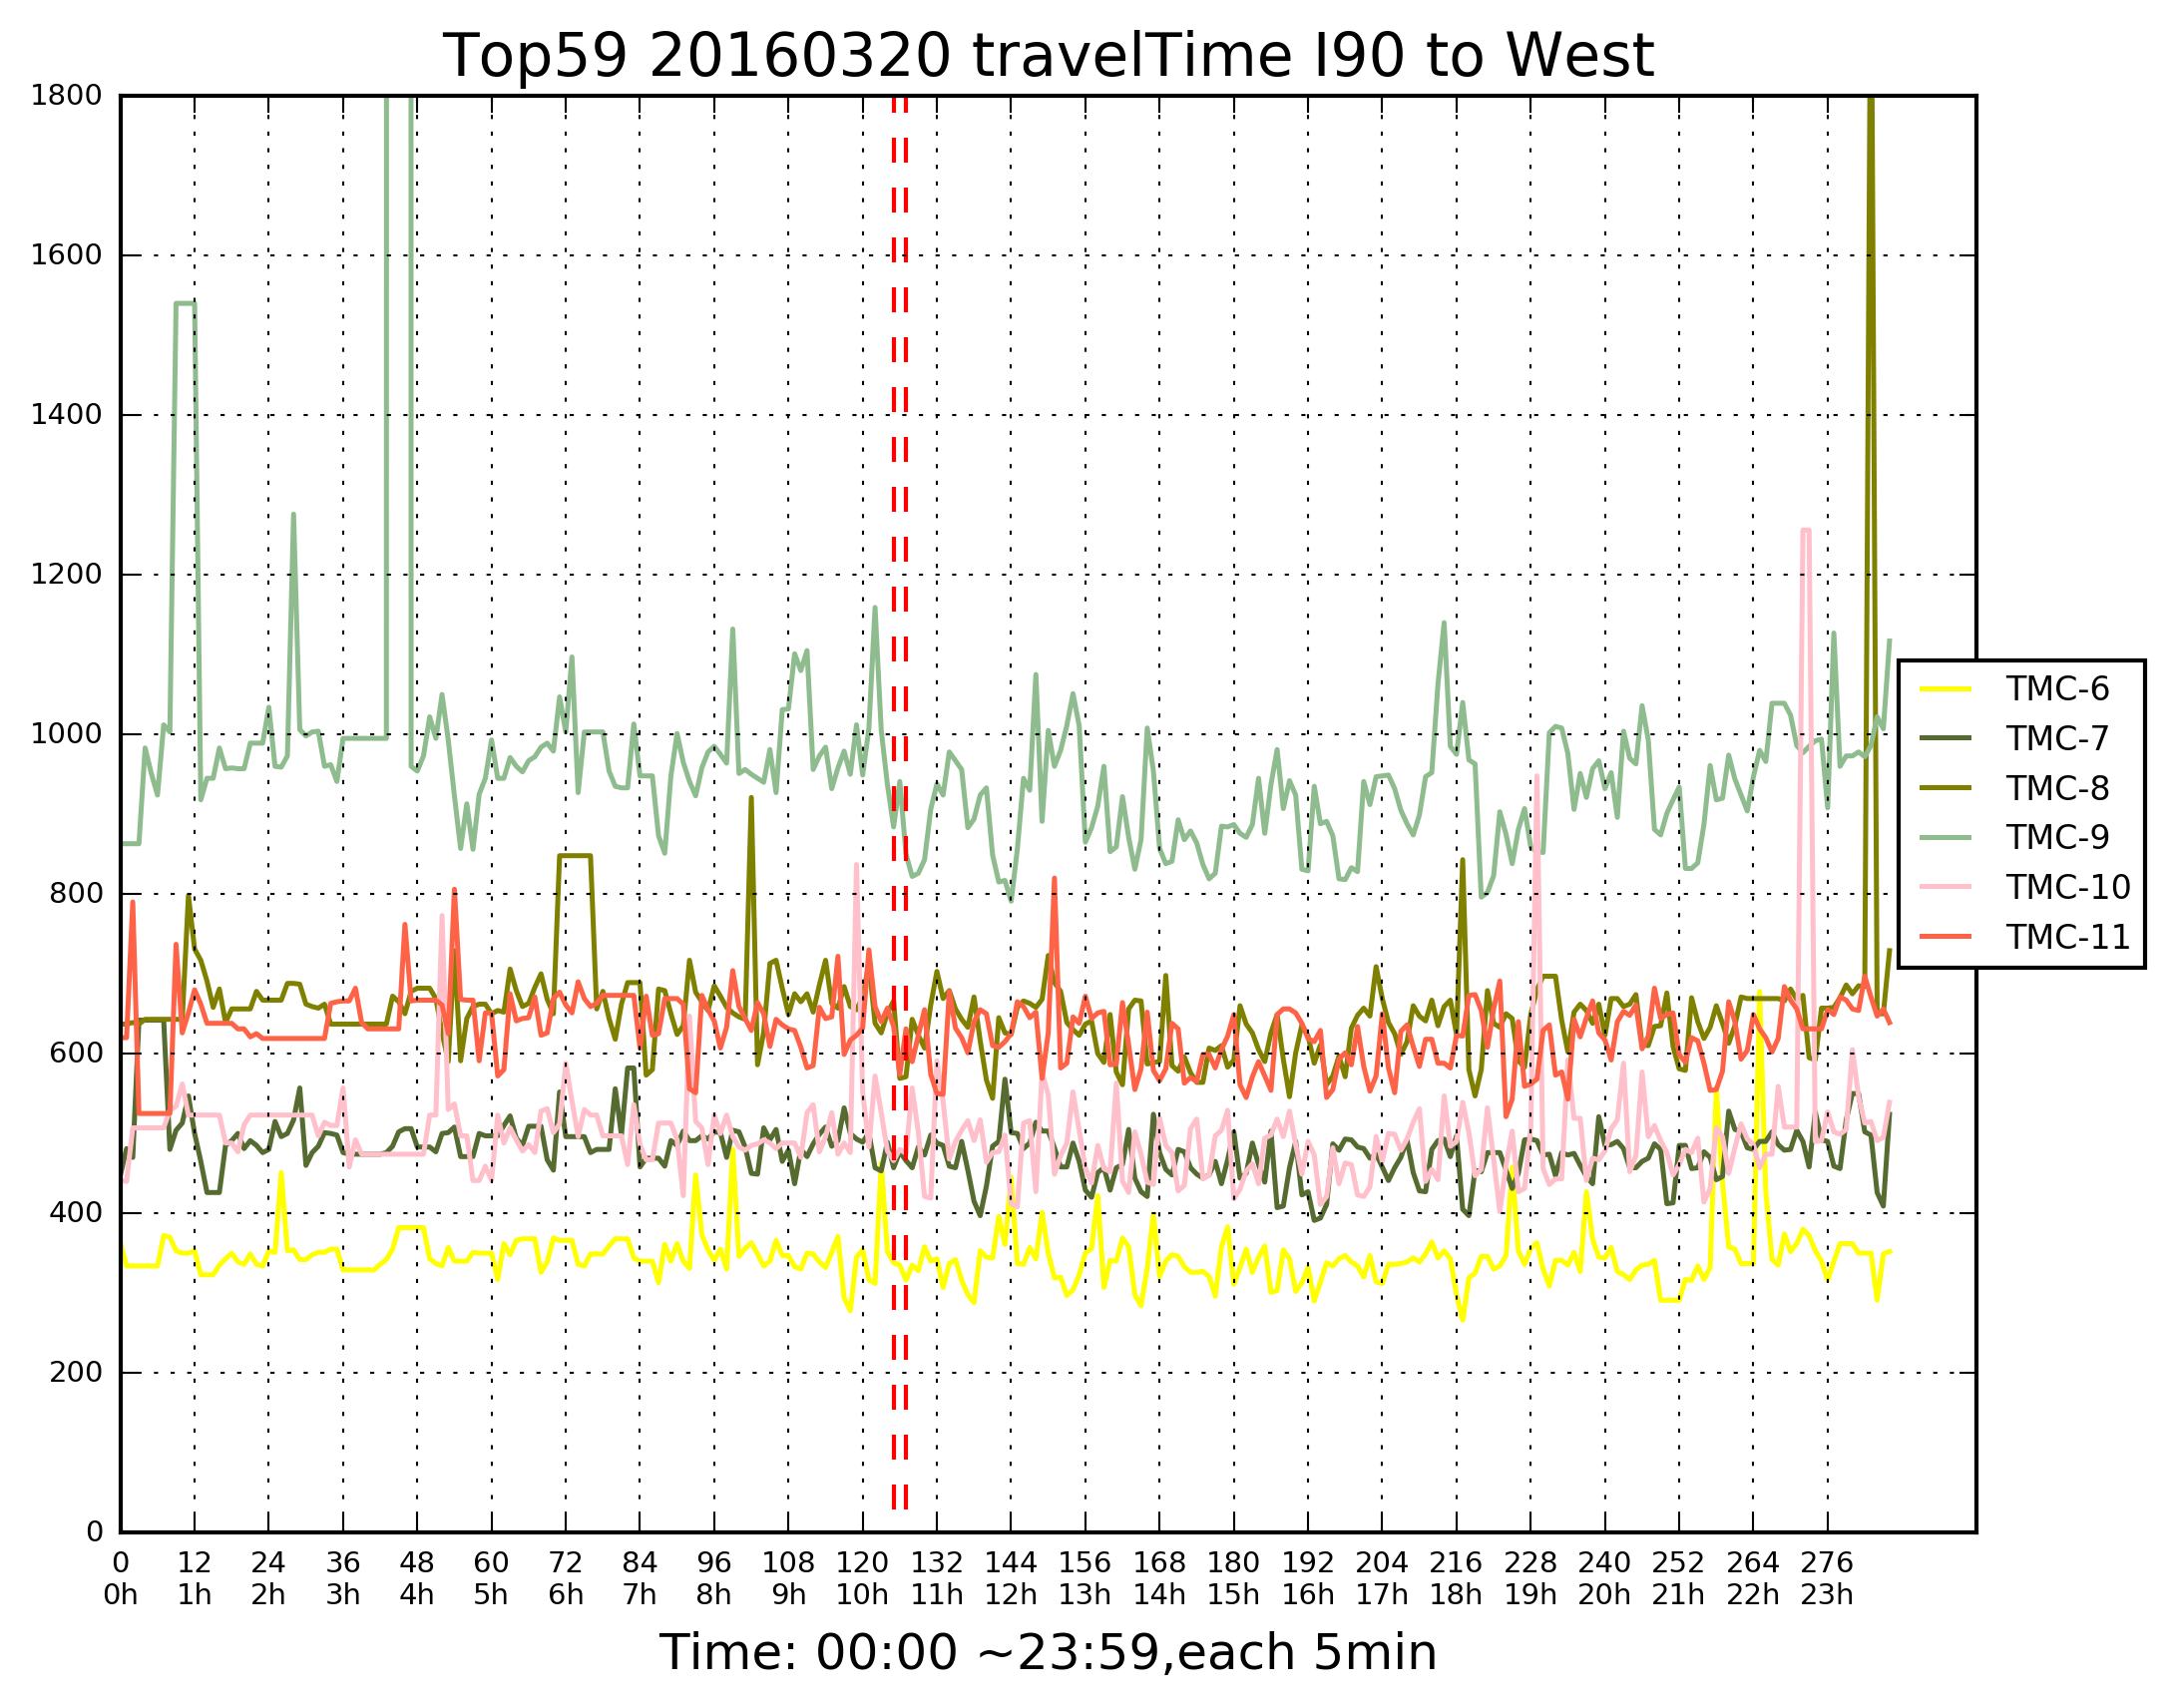 Top59 20160320 travelTime I90 to West
1800
1600
1400
1200
1000
800
600
400
200
0
TMC-6
TMC-7
TMC-8
TMC-9
TMC-10
TMC-11
0 12 24 36 48 60 72 84 96 108 120 132 144 156 168 180 192 204 216 228 240 252 264 276
0h 1h 2h 3h 4h 5h 6h 7h 8h 9h 10h 11h 12h 13h 14h 15h 16h 17h 18h 19h 20h 21h 22h 23h
Time: 00:00 ~23:59,each 5min